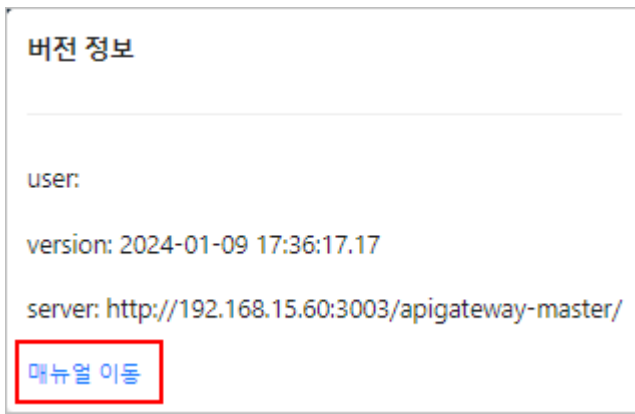 버전 정보
user:
version: 2024-01-09 17:36:17.17
server: http://192.168.15.60:3003/apigateway-master/
매뉴얼 이동